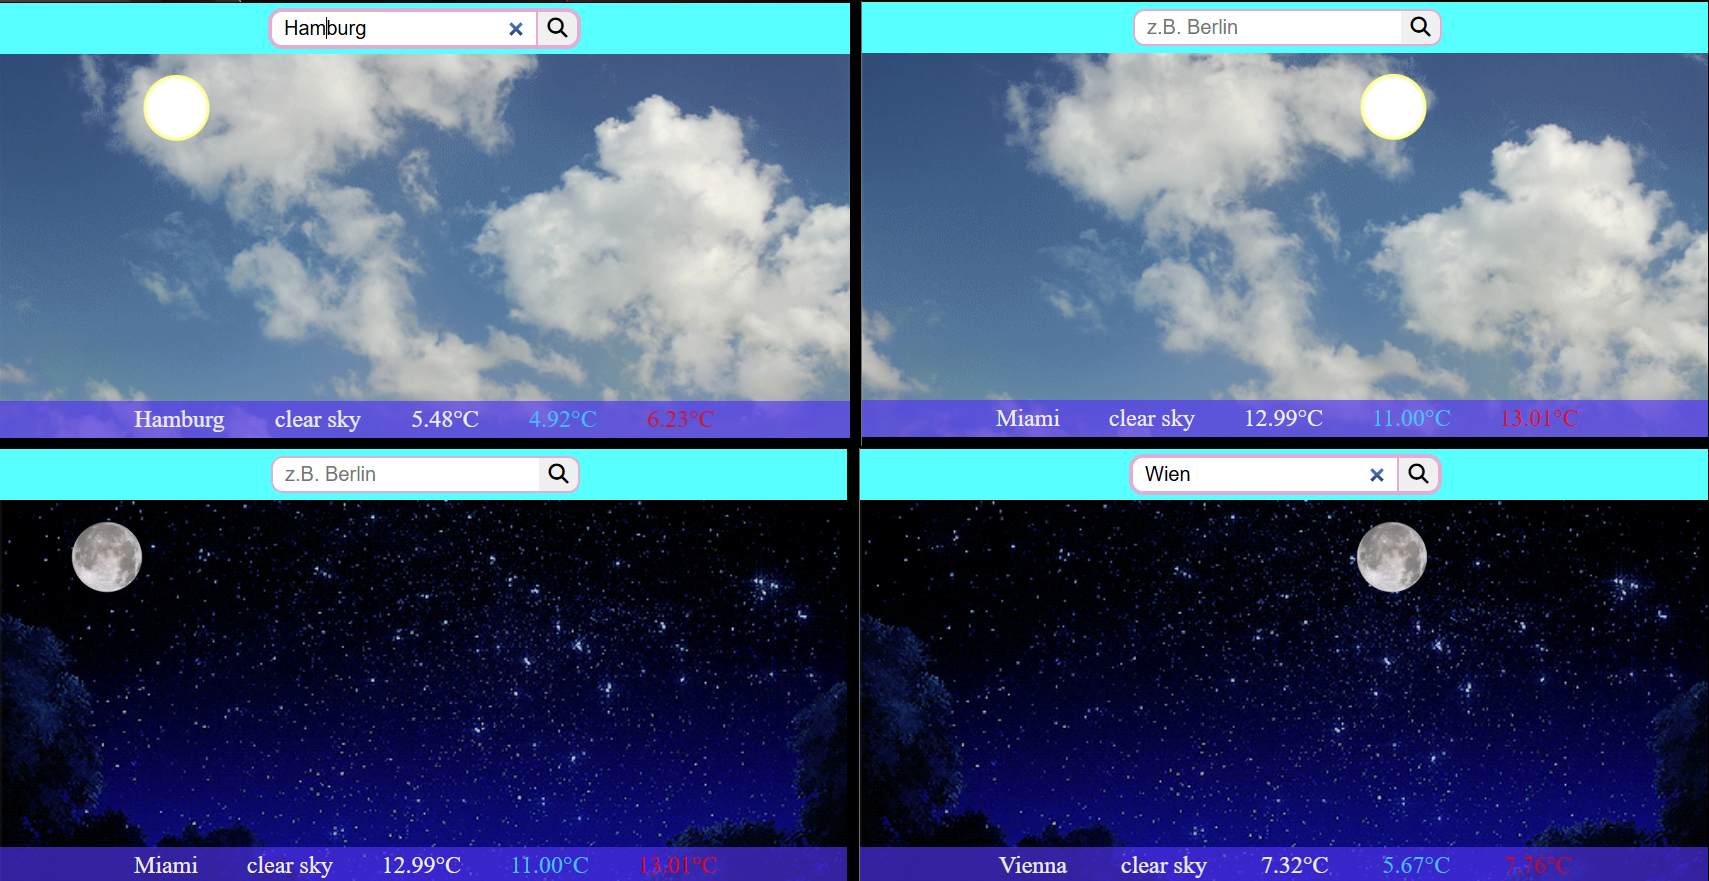 Hamburg
Hamburg clear sky 5.48°C 4.92°C 6.23°C
z.B. Berlin
Miami clear sky 12.99°C 11.00°C 13.01°C
z.B. Berlin
Miami clear sky 12.99°C 11.00°C 13.01°C
Wien
Vienna clear sky 7.32°C 5.67°C 7.76°C